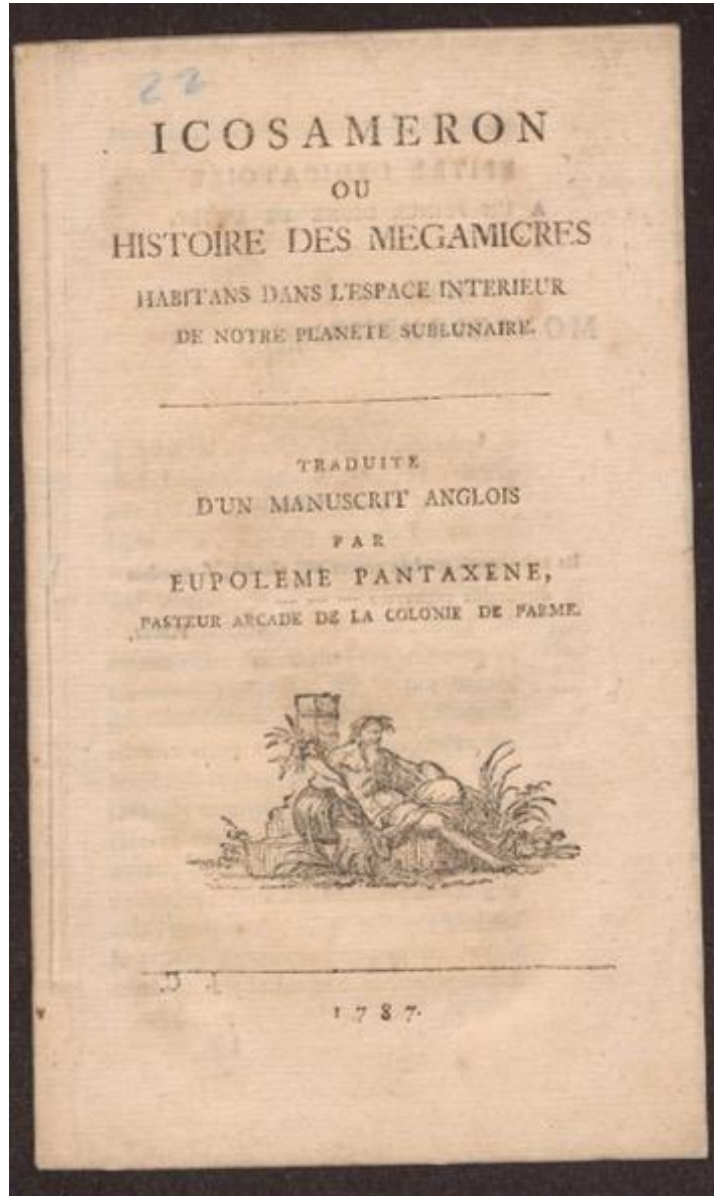 22
ICOSAMERON
OU
HISTOIRE DES MEGAMICRES
HABITANS DANS L'ESPACE INTERIEUR
DE NOTRE PLANETE SUBLUNAIRE.
TRADUITE
D'UN MANUSCRIT ANGLOIS
PAR
EUPOLEME PANTAXENE,
PASTEUR ARCADE DE LA COLONIE DE PARME.
1787.